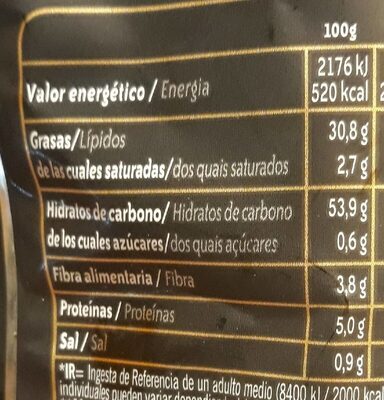 100g
2176 kJ
Valor energético / Energia 520 kcal
Grasas/Lípidos 30,8 g
de las cuales saturadas/dos quais saturados 2,7 g
Hidratos de carbono/ Hidratos de carbono 53,9 g
de los cuales azúcares/dos quais açúcares 0,6 g
Fibra alimentaria / Fibra 3,8 g
Proteínas / Proteínas 5,0 g
Sal / Sal 0,9 g
*IR= Ingesta de Referencia de un adulto medio (8400 kJ / 2000 kcal
individuales pueden variar